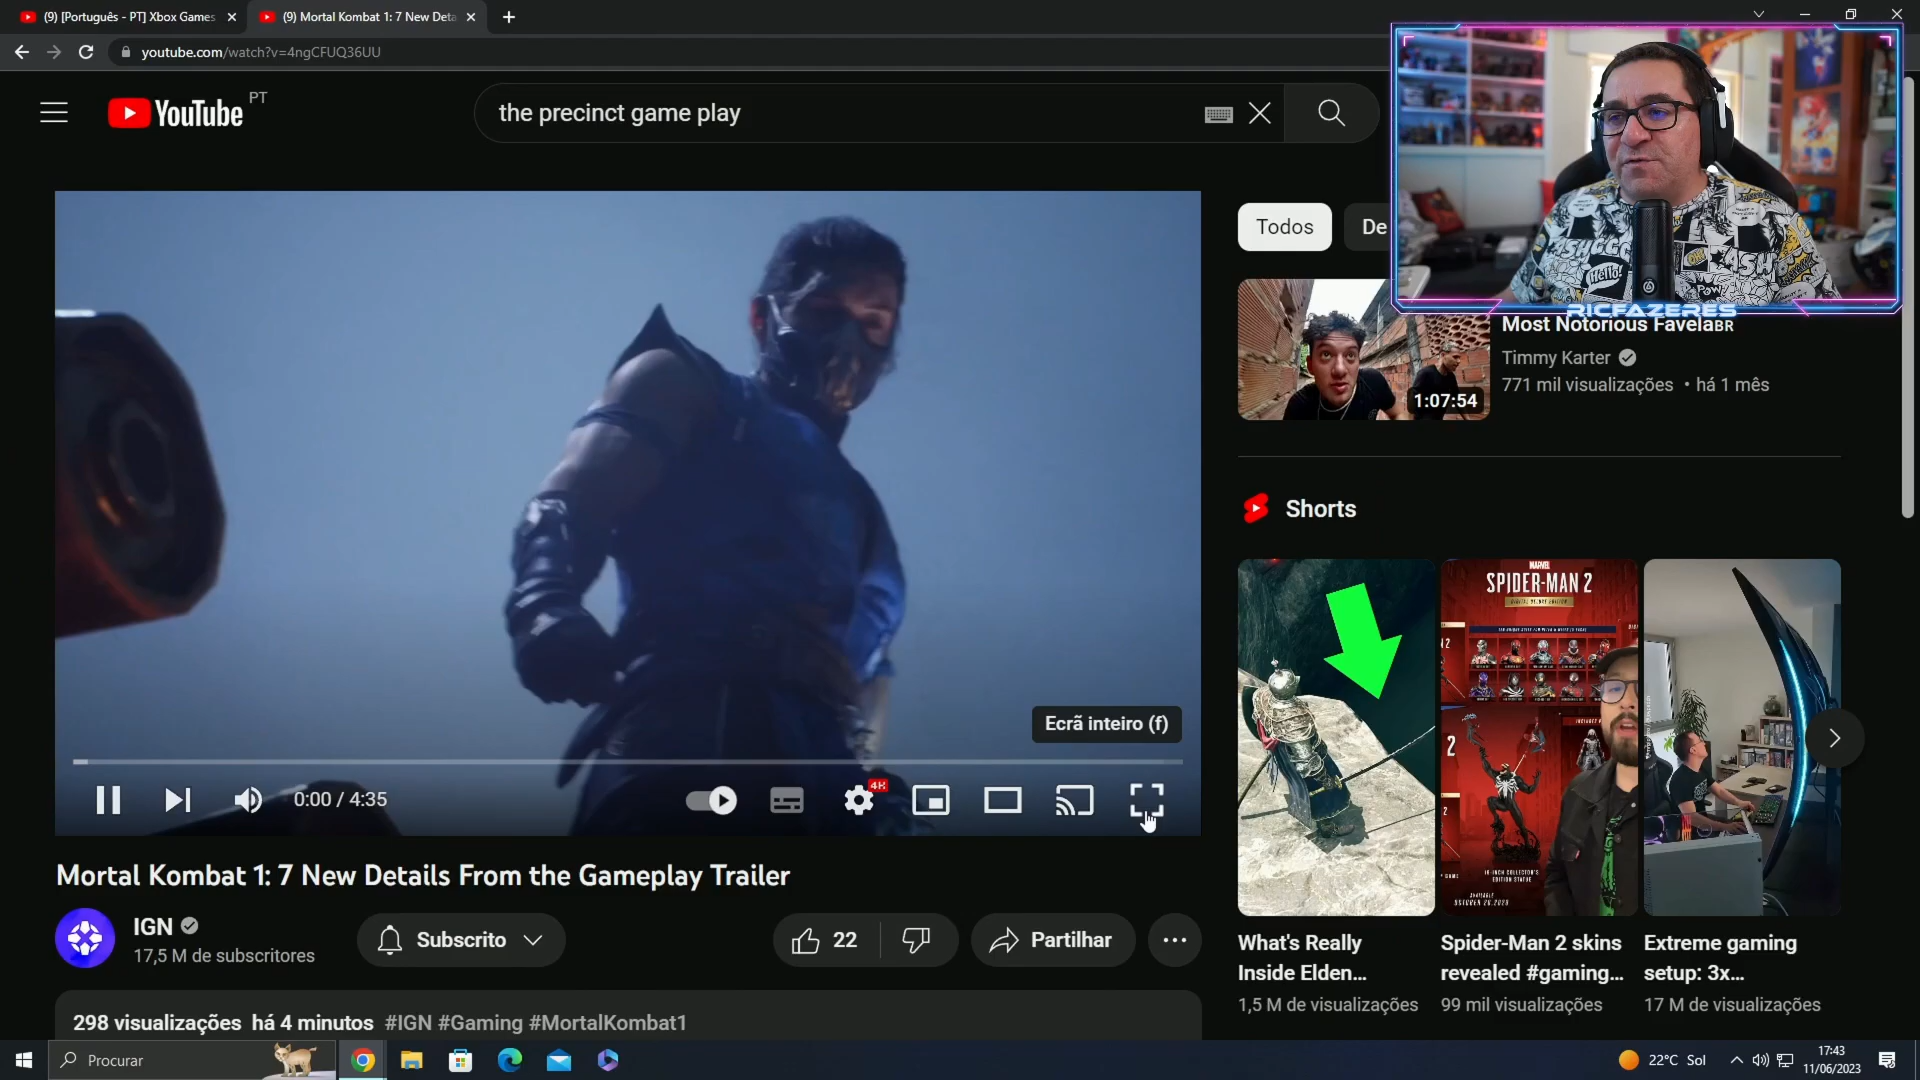 (9) [Português - PT] Xbox Games
(9) Mortal Kombat 1: 7 New Deta
youtube.com/watch?v=4ngCFUQ36UU
YouTube PT
the precinct game play
Todos
De
RICFAZERES
Most Notorious FavelaBR
Timmy Karter
771 mil visualizações • há 1 mês
1:07:54
Shorts
Ecrã inteiro (f)
0:00 / 4:35
4K
MARVEL
SPIDER-MAN 2
Mortal Kombat 1: 7 New Details From the Gameplay Trailer
IGN
17,5 M de subscritores
Subscrito
22
Partilhar
298 visualizações há 4 minutos #IGN #Gaming #MortalKombat1
What's Really Inside Elden...
1,5 M de visualizações
Spider-Man 2 skins revealed #gaming...
99 mil visualizações
Extreme gaming setup: 3x...
17 M de visualizações
Procurar
22°C Sol
17:43
11/06/2023